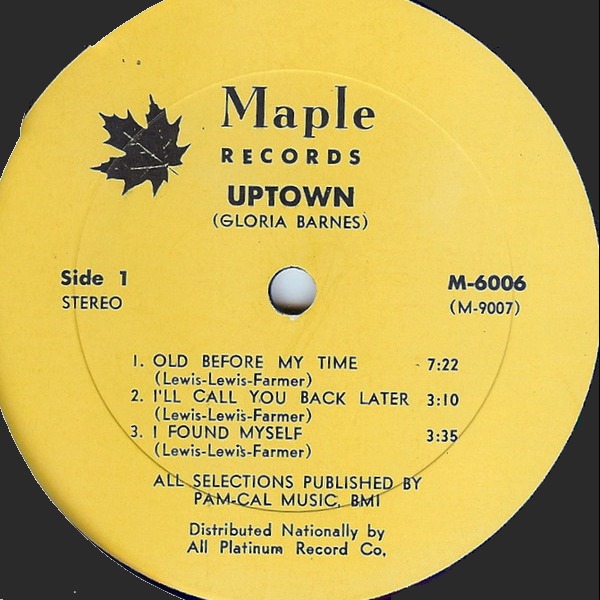 Maple
RECORDS
UPTOWN
(GLORIA BARNES)
Side 1
STEREO
M-6006
(M-9007)
1. OLD BEFORE MY TIME 7:22
(Lewis-Lewis-Farmer)
2. I'LL CALL YOU BACK LATER 3:10
(Lewis-Lewis-Farmer)
3. I FOUND MYSELF 3:35
(Lewis-Lewis-Farmer)
ALL SELECTIONS PUBLISHED BY
PAM-CAL MUSIC, BMI
Distributed Nationally by
All Platinum Record Co.